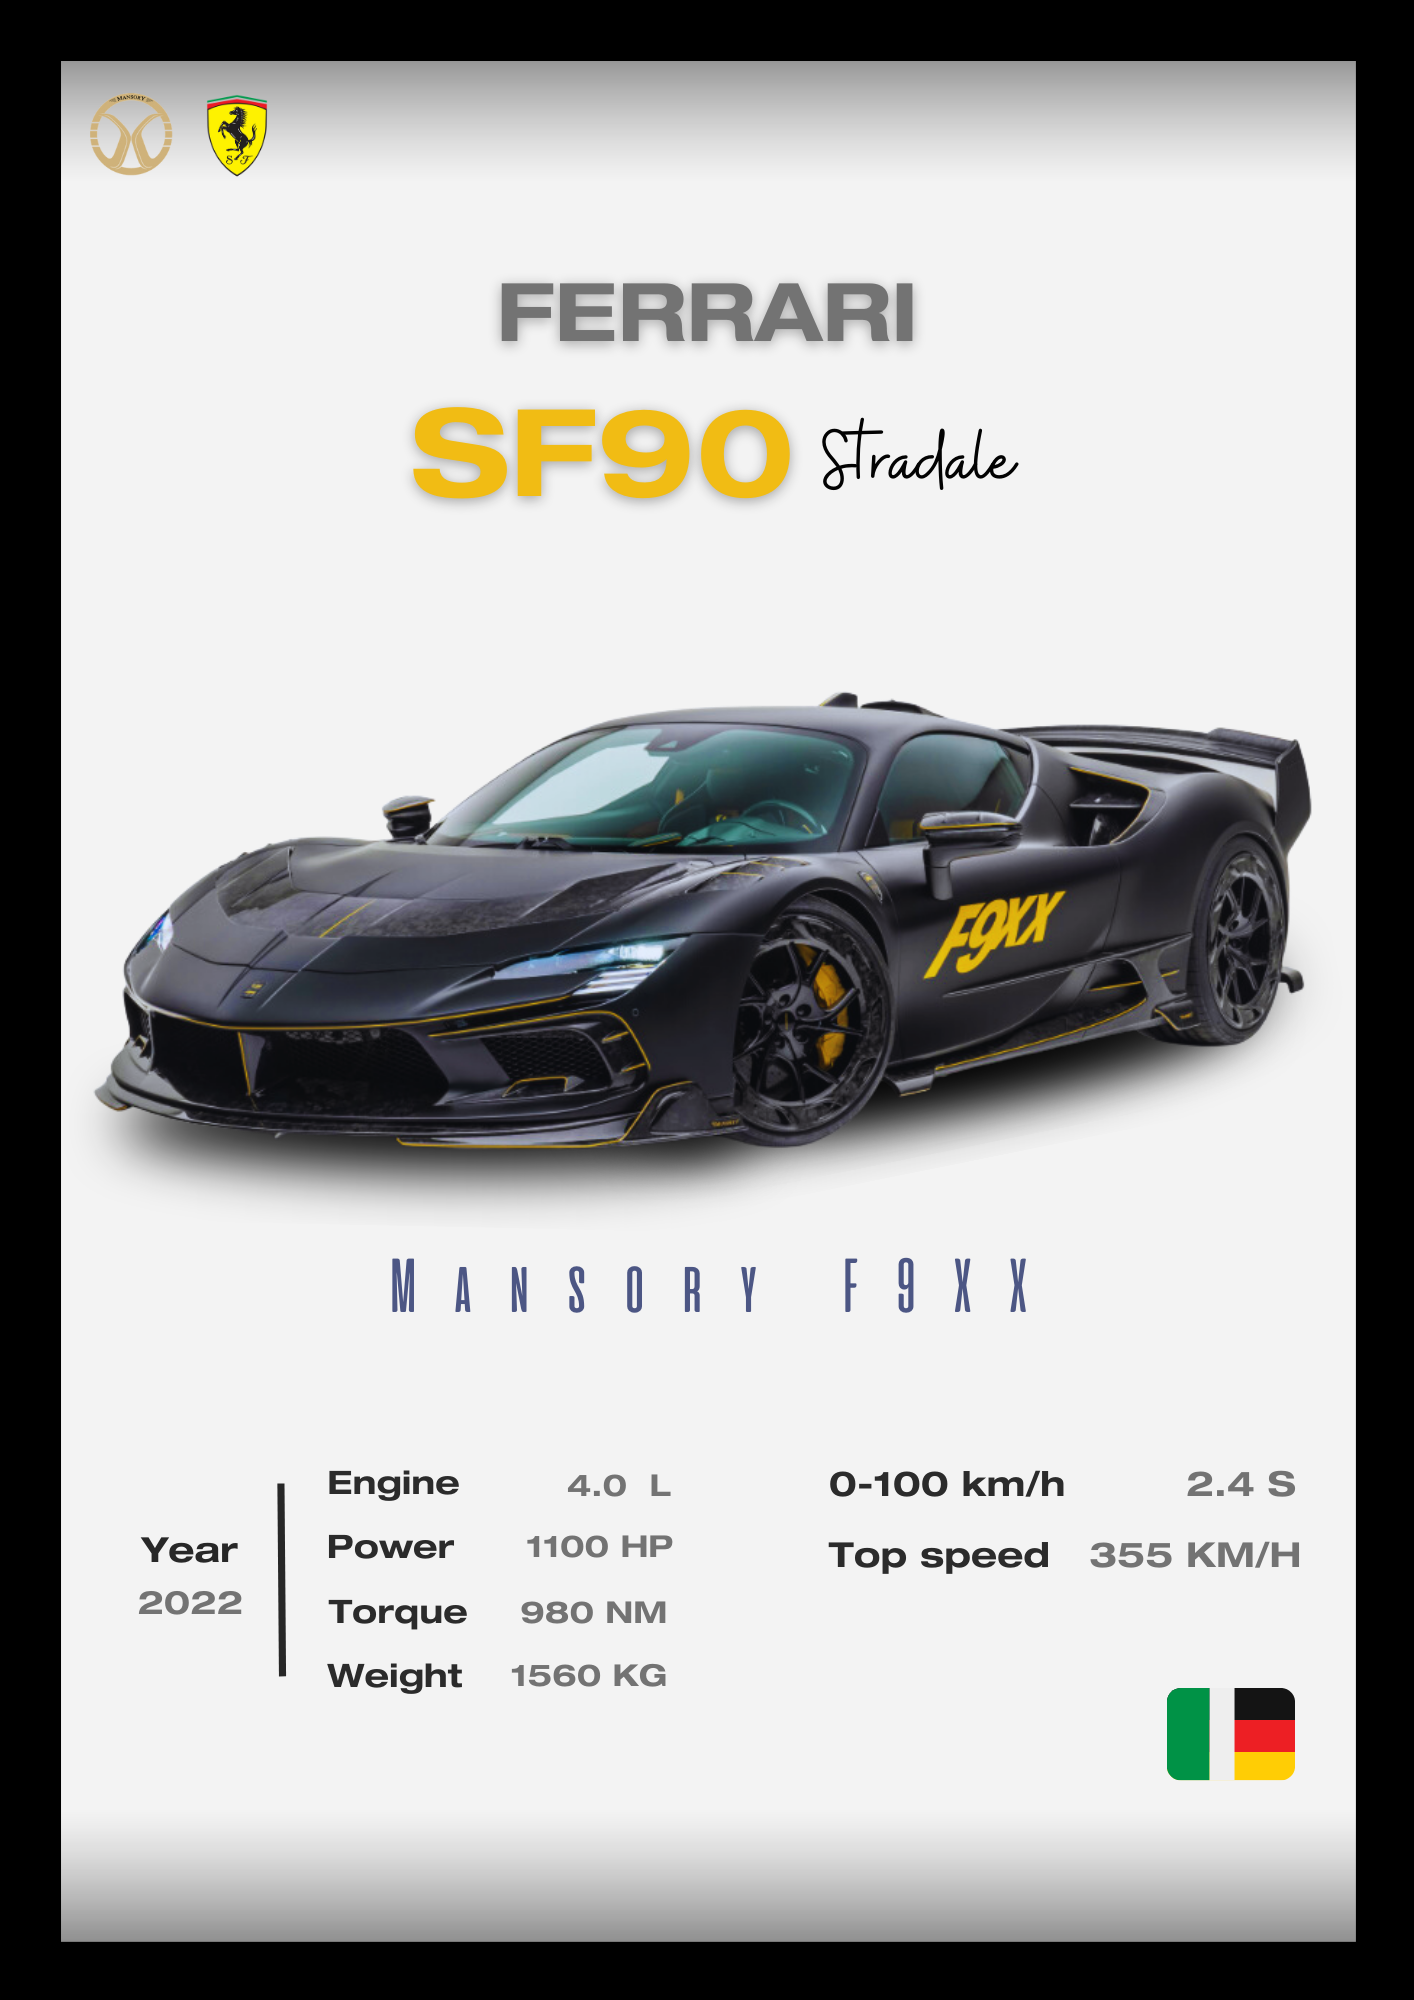 MANSORY
S F
FERRARI
SF90 Stradale
F9XX
MANSORY F9XX
Year
2022
Engine 4.0 L
Power 1100 HP
Torque 980 NM
Weight 1560 KG
0-100 km/h 2.4 S
Top speed 355 KM/H